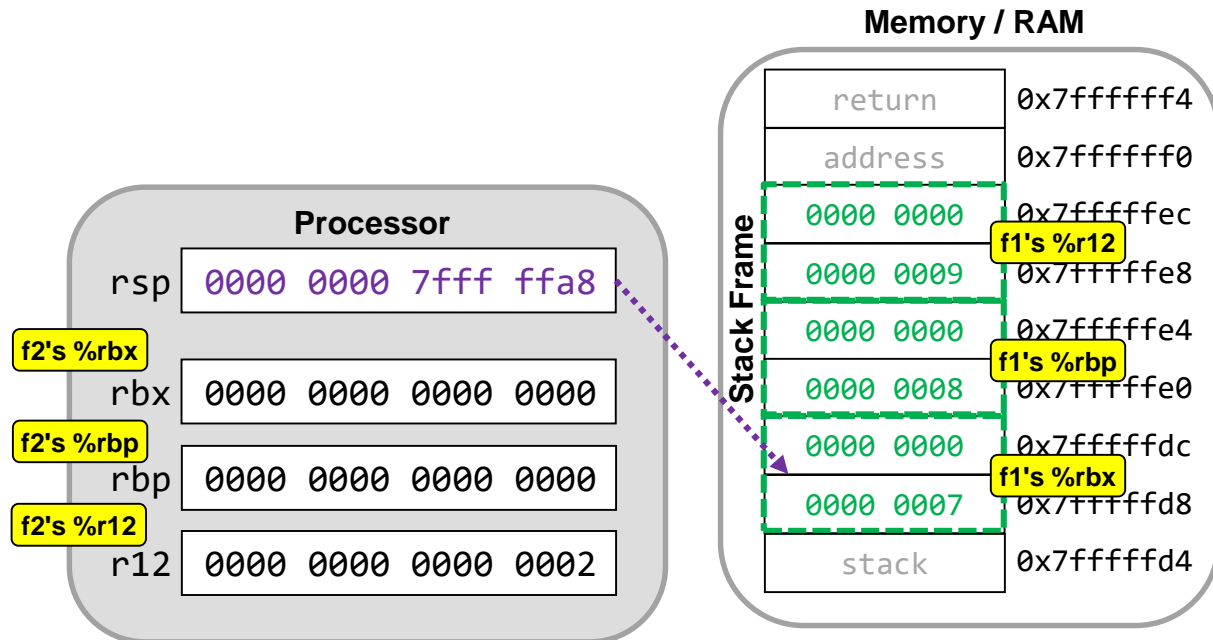 Memory / RAM
return 0x7ffffff4
address 0x7ffffff0
0000 0000 0x7fffffec
f1's %r12
0000 0009 0x7fffffe8
0000 0000 0x7fffffe4
f1's %rbp
0000 0008 0x7fffffe0
0000 0000 0x7fffffdc
f1's %rbx
0000 0007 0x7fffffd8
stack 0x7fffffd4
Stack Frame
Processor
rsp 0000 0000 7fff ffa8
f2's %rbx
rbx 0000 0000 0000 0000
f2's %rbp
rbp 0000 0000 0000 0000
f2's %r12
r12 0000 0000 0000 0002